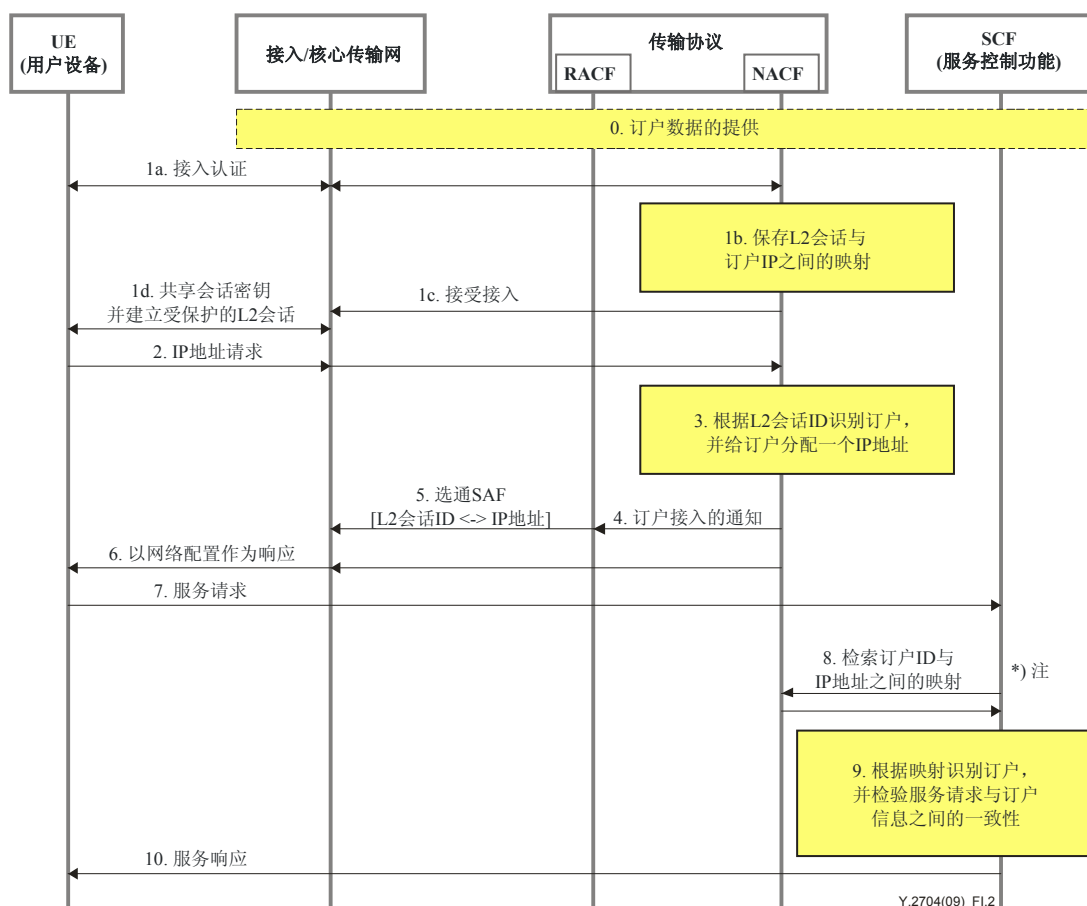 UE
(用户设备)
接入/核心传输网
传输协议
RACF
NACF
SCF
(服务控制功能)
0. 订户数据的提供
1a. 接入认证
1b. 保存L2会话与
订户IP之间的映射
1d. 共享会话密钥
并建立受保护的L2会话
1c. 接受接入
2. IP地址请求
3. 根据L2会话ID识别订户，
并给订户分配一个IP地址
5. 选通SAF
[L2会话ID <-> IP地址]
4. 订户接入的通知
6. 以网络配置作为响应
7. 服务请求
8. 检索订户ID与
IP地址之间的映射
*) 注
9. 根据映射识别订户，
并检验服务请求与订户
信息之间的一致性
10. 服务响应
Y.2704(09)_FI.2